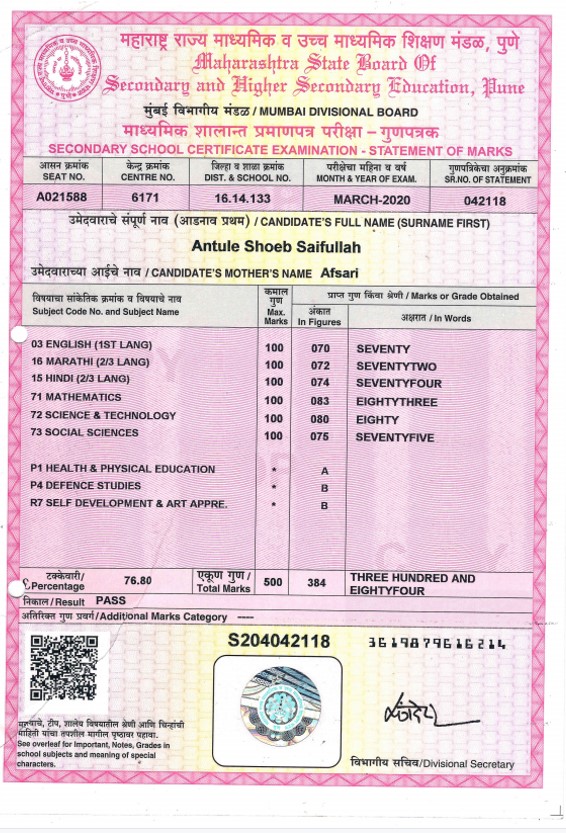 महाराष्ट्र राज्य माध्यमिक व उच्च माध्यमिक शिक्षण मंडळ, पुणे
Maharashtra State Board Of
Secondary and Higher Secondary Education, Pune
मुंबई विभागीय मंडळ / MUMBAI DIVISIONAL BOARD
माध्यमिक शालान्त प्रमाणपत्र परीक्षा – गुणपत्रक
SECONDARY SCHOOL CERTIFICATE EXAMINATION - STATEMENT OF MARKS
आसन क्रमांक केन्द्र क्रमांक जिल्हा व शाळा क्रमांक परीक्षेचा महिना व वर्ष गुणपत्रिकेचा अनुक्रमांक
SEAT NO. CENTRE NO. DIST. & SCHOOL NO. MONTH & YEAR OF EXAM. SR.NO. OF STATEMENT
A021588 6171 16.14.133 MARCH-2020 042118
उमेदवाराचे संपूर्ण नाव (आडनाव प्रथम) / CANDIDATE'S FULL NAME (SURNAME FIRST)
Antule Shoeb Saifullah
उमेदवाराच्या आईचे नाव / CANDIDATE'S MOTHER'S NAME Afsari
विषयाचा सांकेतिक क्रमांक व विषयाचे नाव
Subject Code No. and Subject Name
कमाल
गुण
Max.
Marks
प्राप्त गुण किंवा श्रेणी / Marks or Grade Obtained
अंकात
In Figures
अक्षरात / In Words
03 ENGLISH (1ST LANG) 100 070 SEVENTY
16 MARATHI (2/3 LANG) 100 072 SEVENTYTWO
15 HINDI (2/3 LANG) 100 074 SEVENTYFOUR
71 MATHEMATICS 100 083 EIGHTYTHREE
72 SCIENCE & TECHNOLOGY 100 080 EIGHTY
73 SOCIAL SCIENCES 100 075 SEVENTYFIVE
P1 HEALTH & PHYSICAL EDUCATION * A
P4 DEFENCE STUDIES * B
R7 SELF DEVELOPMENT & ART APPRE. * B
टक्केवारी/
£Percentage
76.80
एकूण गुण /
Total Marks
500 384 THREE HUNDRED AND
EIGHTYFOUR
निकाल/Result PASS
अतिरिक्त गुण प्रवर्ग/Additional Marks Category ----
S204042118
3619879616214
माहिती यांचा तपशील मागील पृष्ठावर पहावा.
See overleaf for Important, Notes, Grades in
school subjects and meaning of special
characters.
विभागीय सचिव/Divisional Secretary